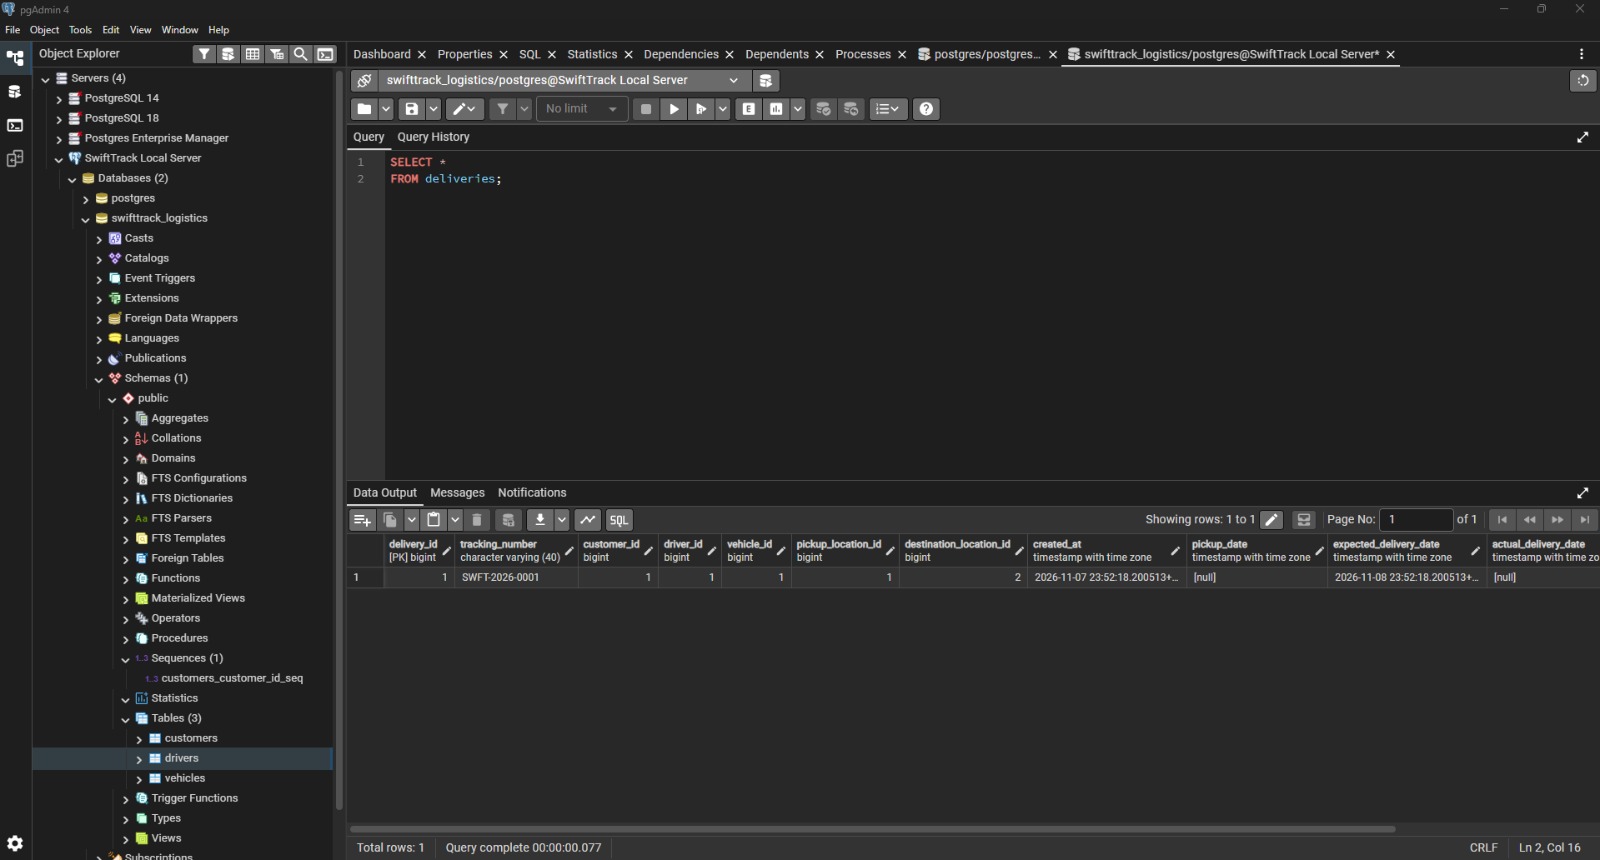 pgAdmin 4
File Object Tools Edit View Window Help
Object Explorer
Dashboard Properties SQL Statistics Dependencies Dependents Processes postgres/postgres... swifttrack_logistics/postgres@SwiftTrack Local Server*
Servers (4)
PostgreSQL 14
PostgreSQL 18
Postgres Enterprise Manager
SwiftTrack Local Server
Databases (2)
postgres
swifttrack_logistics
Casts
Catalogs
Event Triggers
Extensions
Foreign Data Wrappers
Languages
Publications
Schemas (1)
public
Aggregates
Collations
Domains
FTS Configurations
FTS Dictionaries
Aa FTS Parsers
FTS Templates
Foreign Tables
Functions
Materialized Views
Operators
Procedures
1..3 Sequences (1)
1..3 customers_customer_id_seq
Statistics
Tables (3)
customers
drivers
vehicles
Trigger Functions
Types
Views
Subscriptions
swifttrack_logistics/postgres@SwiftTrack Local Server
No limit
E
Query Query History
1 SELECT *
2 FROM deliveries;
Data Output Messages Notifications
SQL
Showing rows: 1 to 1 Page No: 1 of 1
delivery_id tracking_number customer_id driver_id vehicle_id pickup_location_id destination_location_id created_at pickup_date expected_delivery_date actual_delivery_date
[PK] bigint character varying (40) bigint bigint bigint bigint bigint timestamp with time zone timestamp with time zone timestamp with time zone timestamp with time zo
1 1 SWFT-2026-0001 1 1 1 1 2 2026-11-07 23:52:18.200513+... [null] 2026-11-08 23:52:18.200513+... [null]
Total rows: 1 Query complete 00:00:00.077 CRLF Ln 2, Col 16